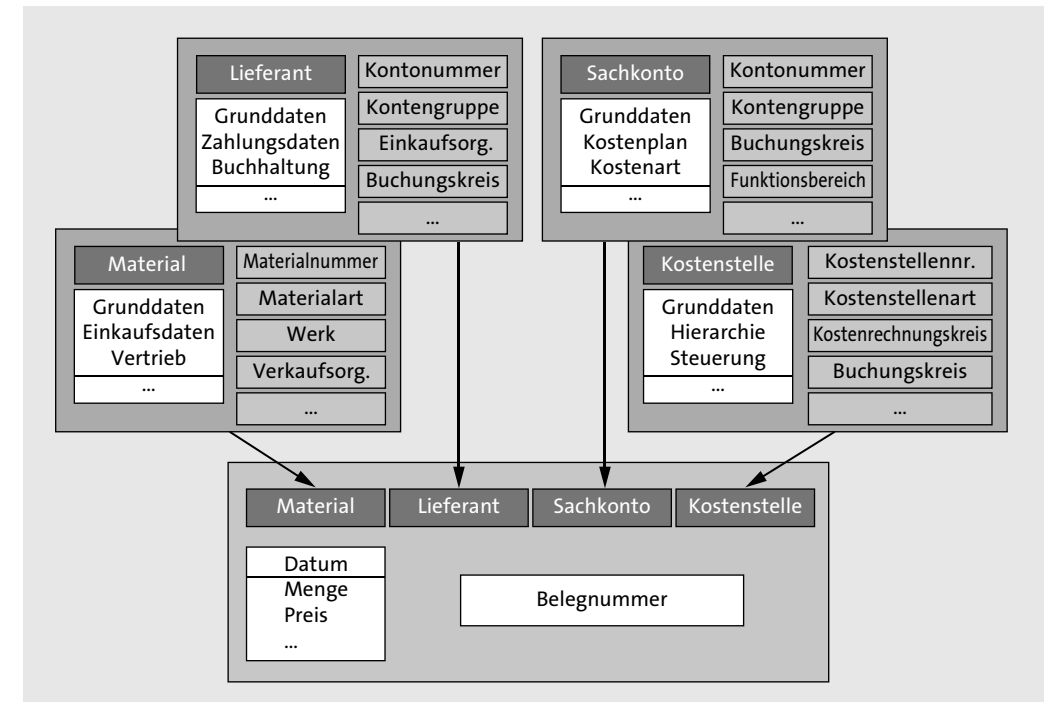 Lieferant
Grunddaten
Zahlungsdaten
Buchhaltung
...
Kontonummer
Kontengruppe
Einkaufsorg.
Buchungskreis
...
Sachkonto
Grunddaten
Kostenplan
Kostenart
...
Kontonummer
Kontengruppe
Buchungskreis
Funktionsbereich
...
Material
Grunddaten
Einkaufsdaten
Vertrieb
...
Materialnummer
Materialart
Werk
Verkaufsorg.
...
Kostenstelle
Grunddaten
Hierarchie
Steuerung
...
Kostenstellennr.
Kostenstellenart
Kostenrechnungskreis
Buchungskreis
...
Material
Lieferant
Sachkonto
Kostenstelle
Datum
Menge
Preis
...
Belegnummer